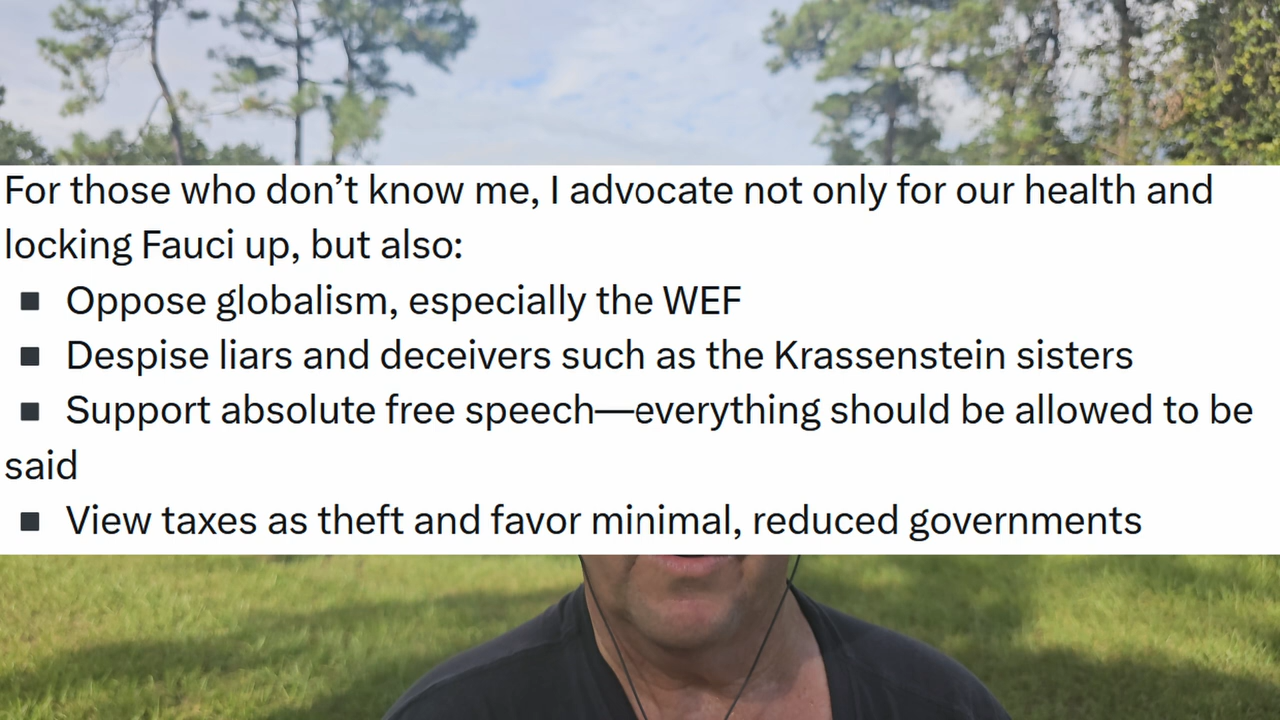 For those who don’t know me, I advocate not only for our health and
locking Fauci up, but also:
▪ Oppose globalism, especially the WEF
▪ Despise liars and deceivers such as the Krassenstein sisters
▪ Support absolute free speech—everything should be allowed to be
said
▪ View taxes as theft and favor minimal, reduced governments